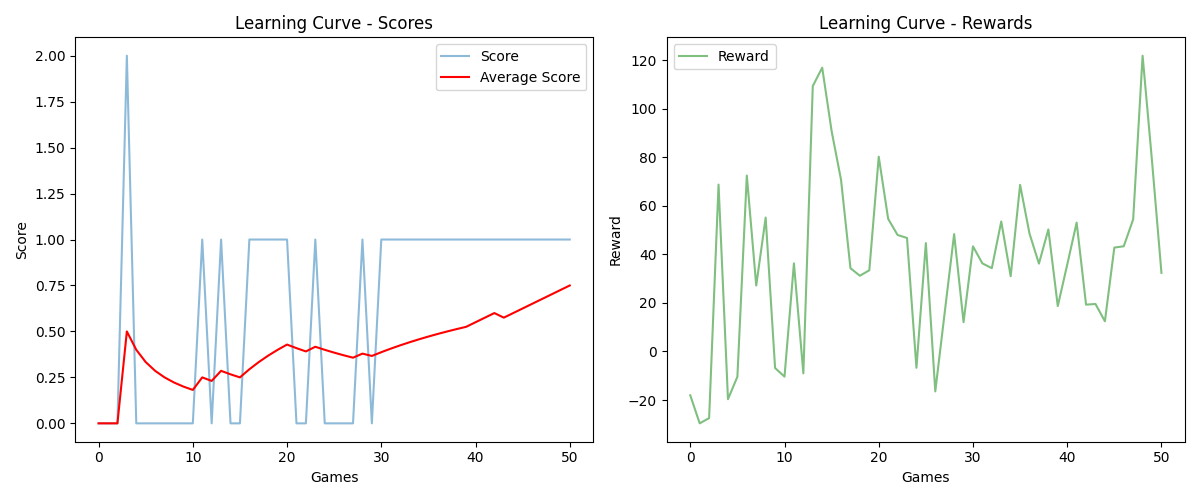 Learning Curve - Scores
Score
Average Score
2.00
1.75
1.50
1.25
1.00
0.75
0.50
0.25
0.00
Score
0 10 20 30 40 50
Games
Learning Curve - Rewards
Reward
120
100
80
60
40
20
0
−20
Reward
0 10 20 30 40 50
Games